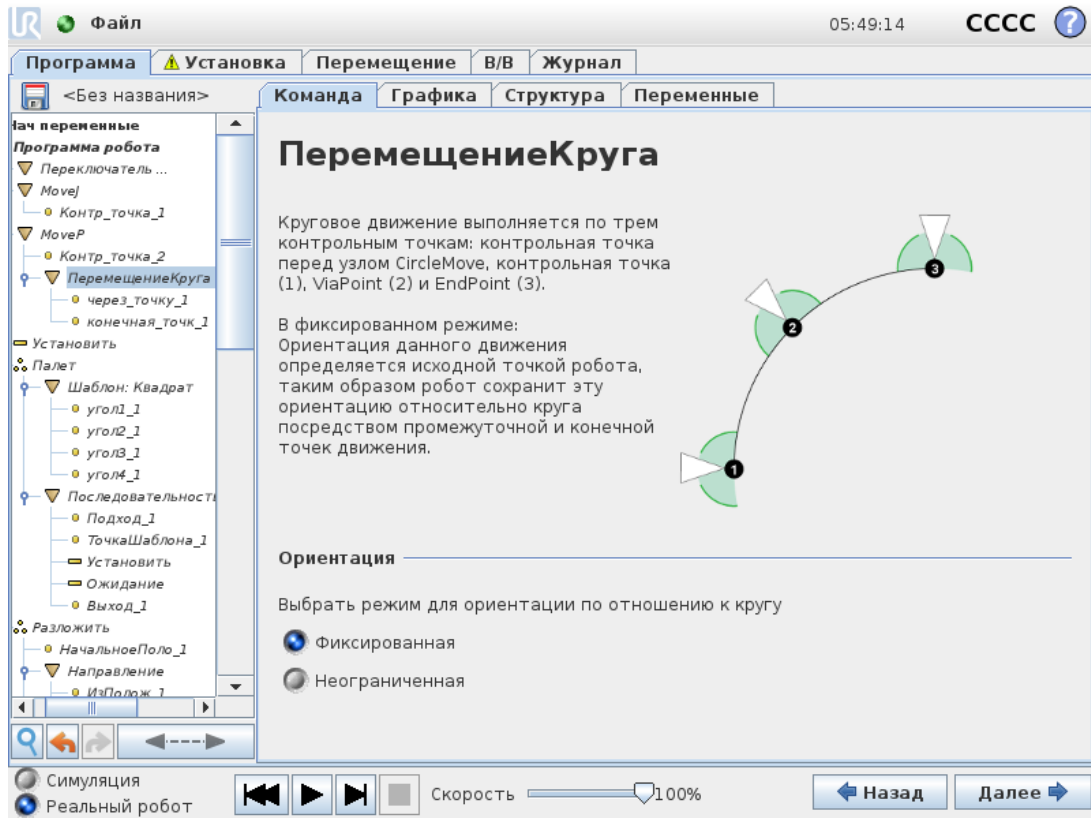 UR Файл 05:49:14 CCCC ?
Программа Установка Перемещение В/В Журнал
<Без названия> Команда Графика Структура Переменные
Нач переменные
Программа робота
Переключатель ...
MoveJ
Контр_точка_1
MoveP
Контр_точка_2
ПеремещениеКруга
через_точку_1
конечная_точк_1
Установить
Палет
Шаблон: Квадрат
угол1_1
угол2_1
угол3_1
угол4_1
Последовательность
Подход_1
ТочкаШаблона_1
Установить
Ожидание
Выход_1
Разложить
НачальноеПоло_1
Направление
ИзПолож_1
ПеремещениеКруга
Круговое движение выполняется по трем
контрольным точкам: контрольная точка
перед узлом CircleMove, контрольная точка
(1), ViaPoint (2) и EndPoint (3).
В фиксированном режиме:
Ориентация данного движения
определяется исходной точкой робота,
таким образом робот сохранит эту
ориентацию относительно круга
посредством промежуточной и конечной
точек движения.
3
2
1
Ориентация
Выбрать режим для ориентации по отношению к кругу
Фиксированная
Неограниченная
Симуляция
Реальный робот
Скорость 100%
Назад Далее